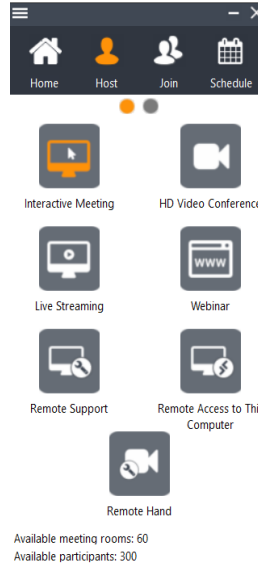 Home Host Join Schedule
Interactive Meeting HD Video Conference
www
Live Streaming Webinar
Remote Support Remote Access to Thi
Computer
Remote Hand
Available meeting rooms: 60
Available participants: 300